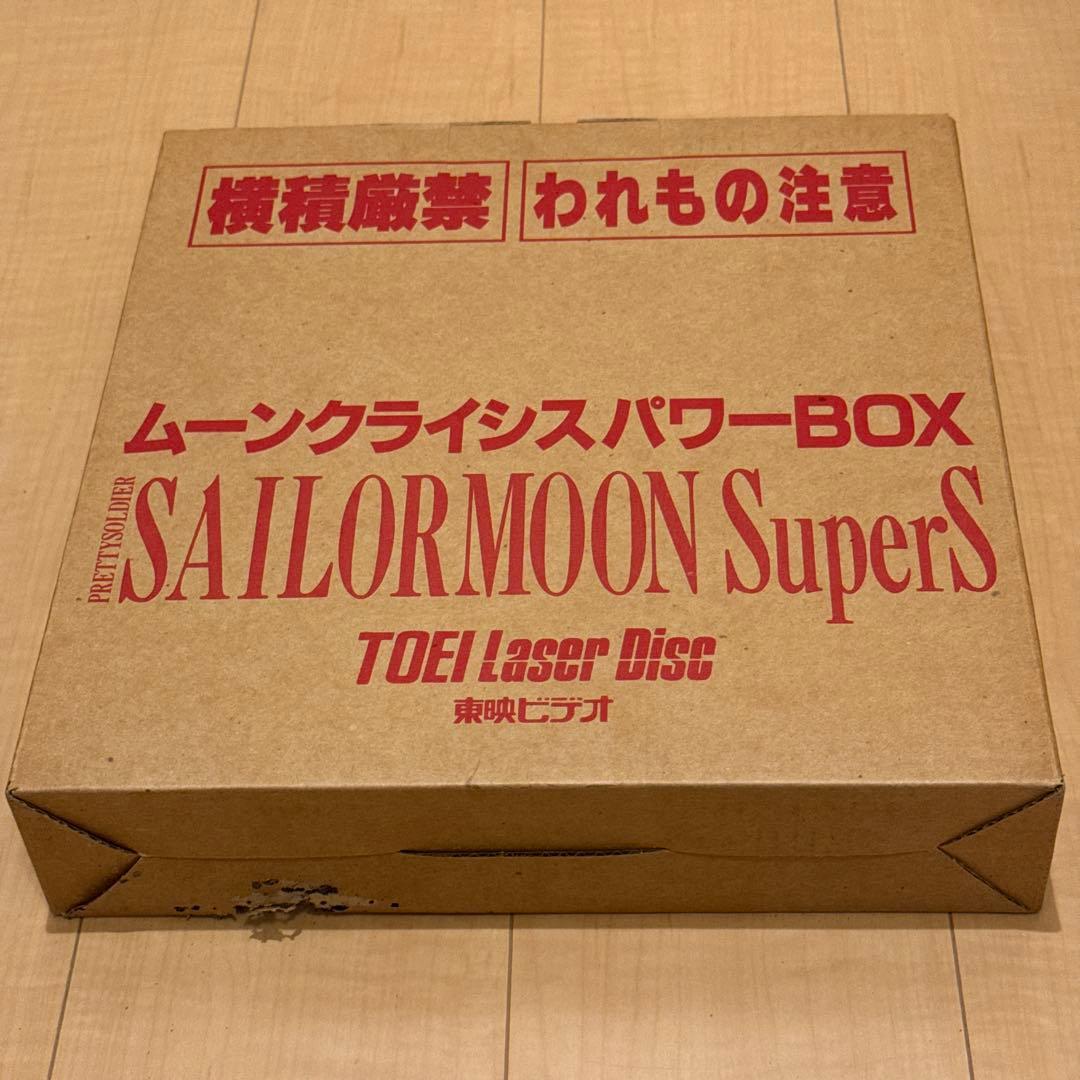 横積厳禁 われもの注意
ムーンクライシスパワーBOX
PRETTYSOLDIER
SAILORMOON SuperS
TOEI Laser Disc
東映ビデオ